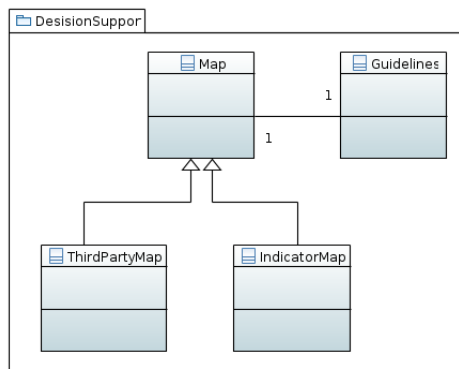 DesisionSuppor
Map
Guidelines
1
1
ThirdPartyMap
IndicatorMap